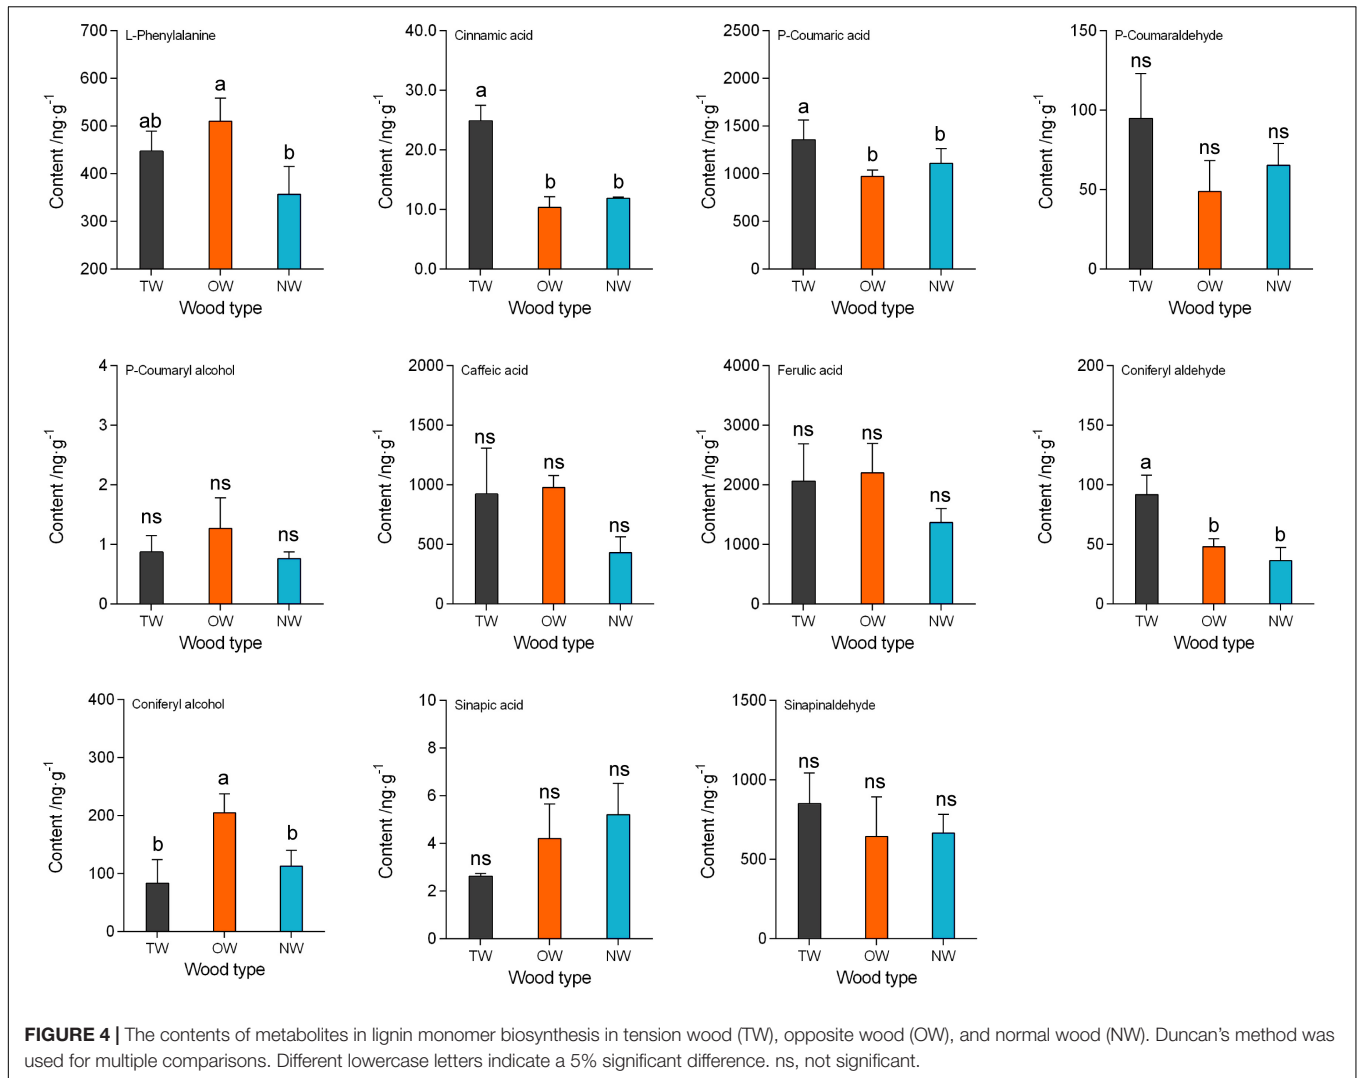 L-Phenylalanine
Content /ng·g⁻¹
700
600
500
400
300
200
ab
a
b
TW OW NW
Wood type
Cinnamic acid
Content /ng·g⁻¹
40.0
30.0
20.0
10.0
0.0
a
b
b
TW OW NW
Wood type
P-Coumaric acid
Content /ng·g⁻¹
2500
2000
1500
1000
500
0
a
b
b
TW OW NW
Wood type
P-Coumaraldehyde
Content /ng·g⁻¹
150
100
50
0
ns
ns
ns
TW OW NW
Wood type
P-Coumaryl alcohol
Content /ng·g⁻¹
4
3
2
1
0
ns
ns
ns
TW OW NW
Wood type
Caffeic acid
Content /ng·g⁻¹
2000
1500
1000
500
0
ns
ns
ns
TW OW NW
Wood type
Ferulic acid
Content /ng·g⁻¹
4000
3000
2000
1000
0
ns
ns
ns
TW OW NW
Wood type
Coniferyl aldehyde
Content /ng·g⁻¹
200
150
100
50
0
a
b
b
TW OW NW
Wood type
Coniferyl alcohol
Content /ng·g⁻¹
400
300
200
100
0
b
a
b
TW OW NW
Wood type
Sinapic acid
Content /ng·g⁻¹
10
8
6
4
2
0
ns
ns
ns
TW OW NW
Wood type
Sinapinaldehyde
Content /ng·g⁻¹
1500
1000
500
0
ns
ns
ns
TW OW NW
Wood type
FIGURE 4 | The contents of metabolites in lignin monomer biosynthesis in tension wood (TW), opposite wood (OW), and normal wood (NW). Duncan's method was
used for multiple comparisons. Different lowercase letters indicate a 5% significant difference. ns, not significant.